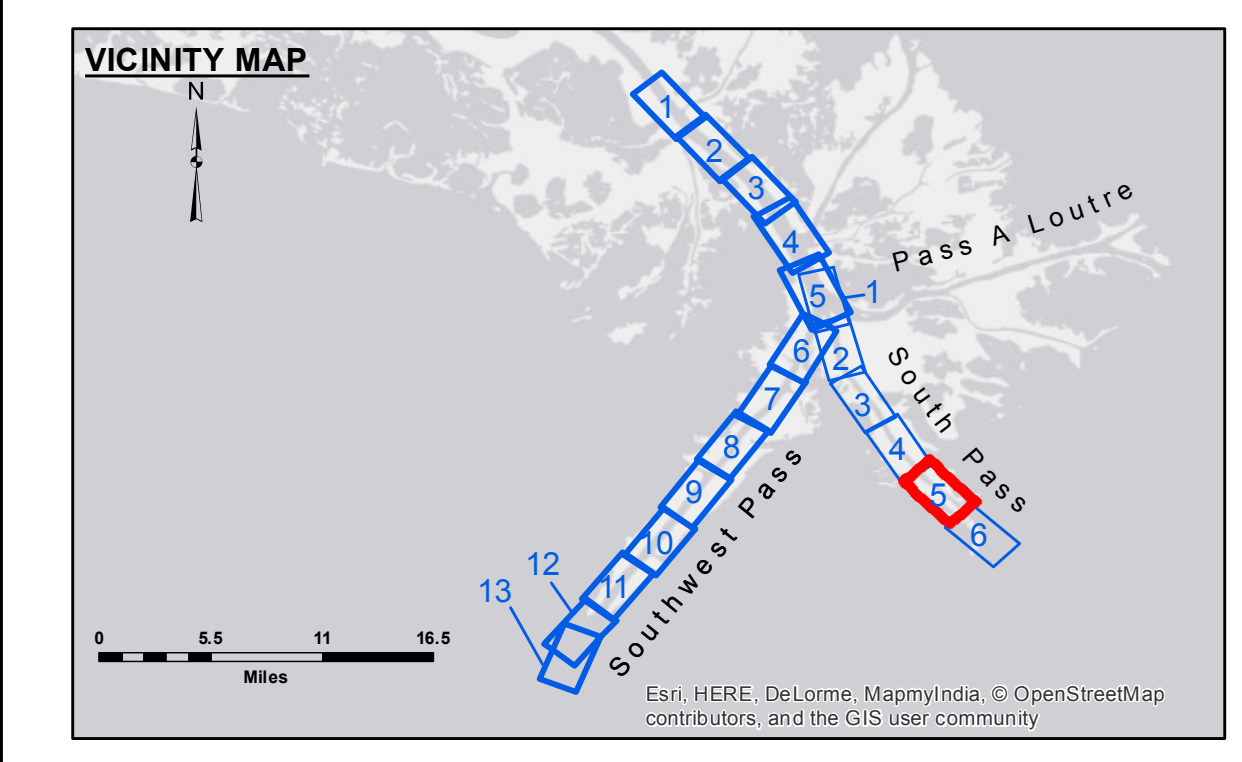 VICINITY MAP
N
1
2
3
4
5
1
Pass A Loutre
6
2
South Pass
7
3
8
4
9
5
10
6
11
Southwest Pass
12
13
0 5.5 11 16.5
Miles
Esri, HERE, DeLorme, MapmyIndia, © OpenStreetMap
contributors, and the GIS user community